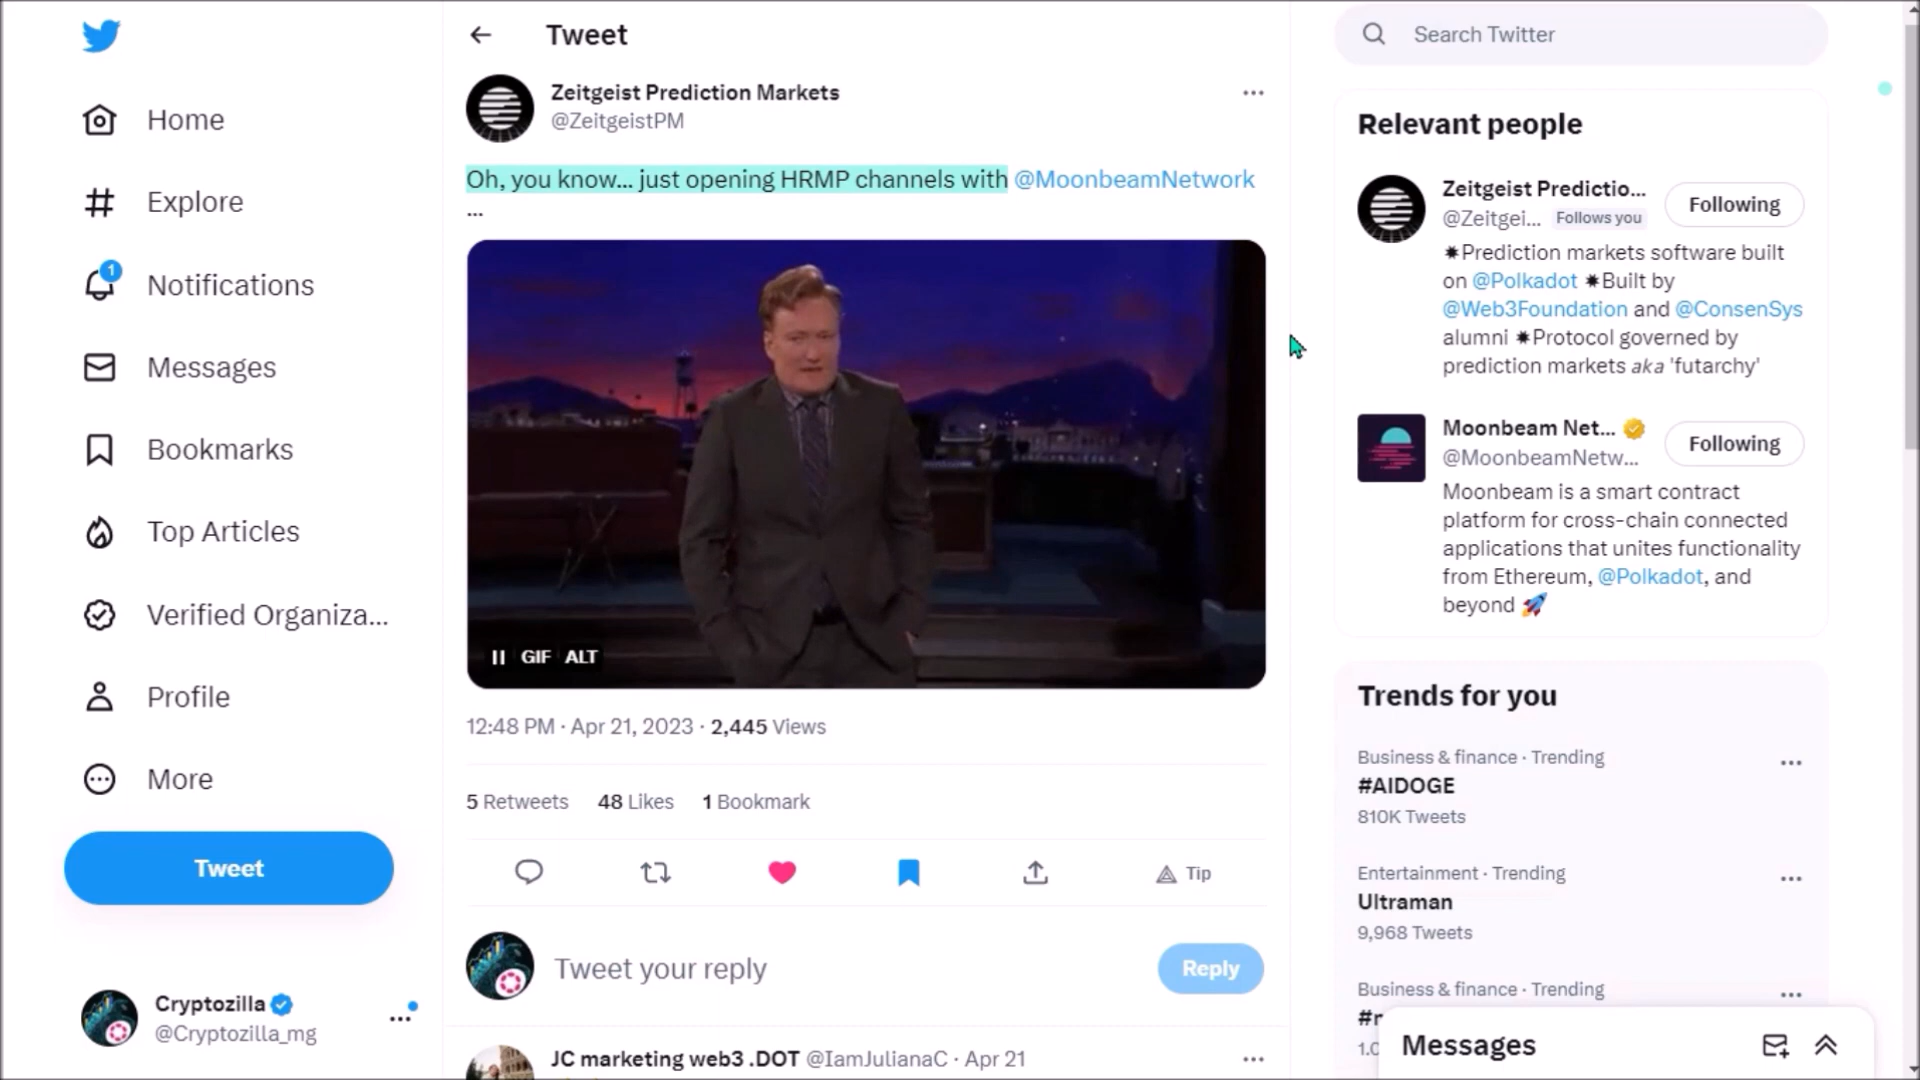 Home
Explore
1
Notifications
Messages
Bookmarks
Top Articles
Verified Organiza...
Profile
More
Tweet
Cryptozilla
@Cryptozilla_mg
Tweet
Zeitgeist Prediction Markets
@ZeitgeistPM
Oh, you know... just opening HRMP channels with @MoonbeamNetwork
...
GIF ALT
12:48 PM · Apr 21, 2023 · 2,445 Views
5 Retweets 48 Likes 1 Bookmark
Tip
Tweet your reply
Reply
JC marketing web3 .DOT @IamJulianaC · Apr 21
Search Twitter
Relevant people
Zeitgeist Predictio...
Following
@Zeitgei... Follows you
✷Prediction markets software built
on @Polkadot ✷Built by
@Web3Foundation and @ConsenSys
alumni ✷Protocol governed by
prediction markets aka 'futarchy'
Moonbeam Net...
Following
@MoonbeamNetw...
Moonbeam is a smart contract
platform for cross-chain connected
applications that unites functionality
from Ethereum, @Polkadot, and
beyond 🚀
Trends for you
Business & finance · Trending
#AIDOGE
810K Tweets
Entertainment · Trending
Ultraman
9,968 Tweets
Business & finance · Trending
Messages